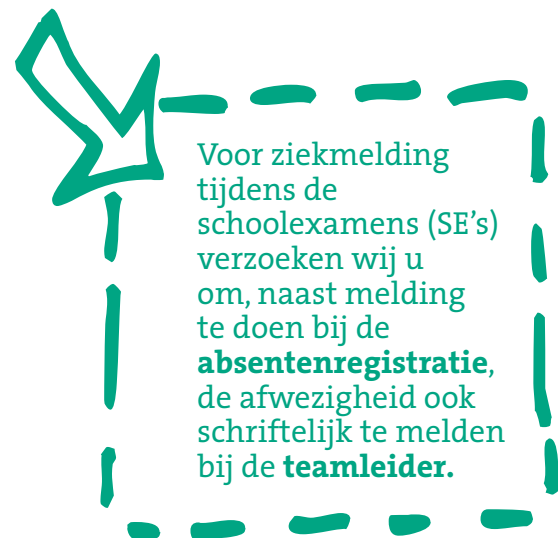 Voor ziekmelding
tijdens de
schoolexamens (SE’s)
verzoeken wij u
om, naast melding
te doen bij de
absentenregistratie,
de afwezigheid ook
schriftelijk te melden
bij de teamleider.